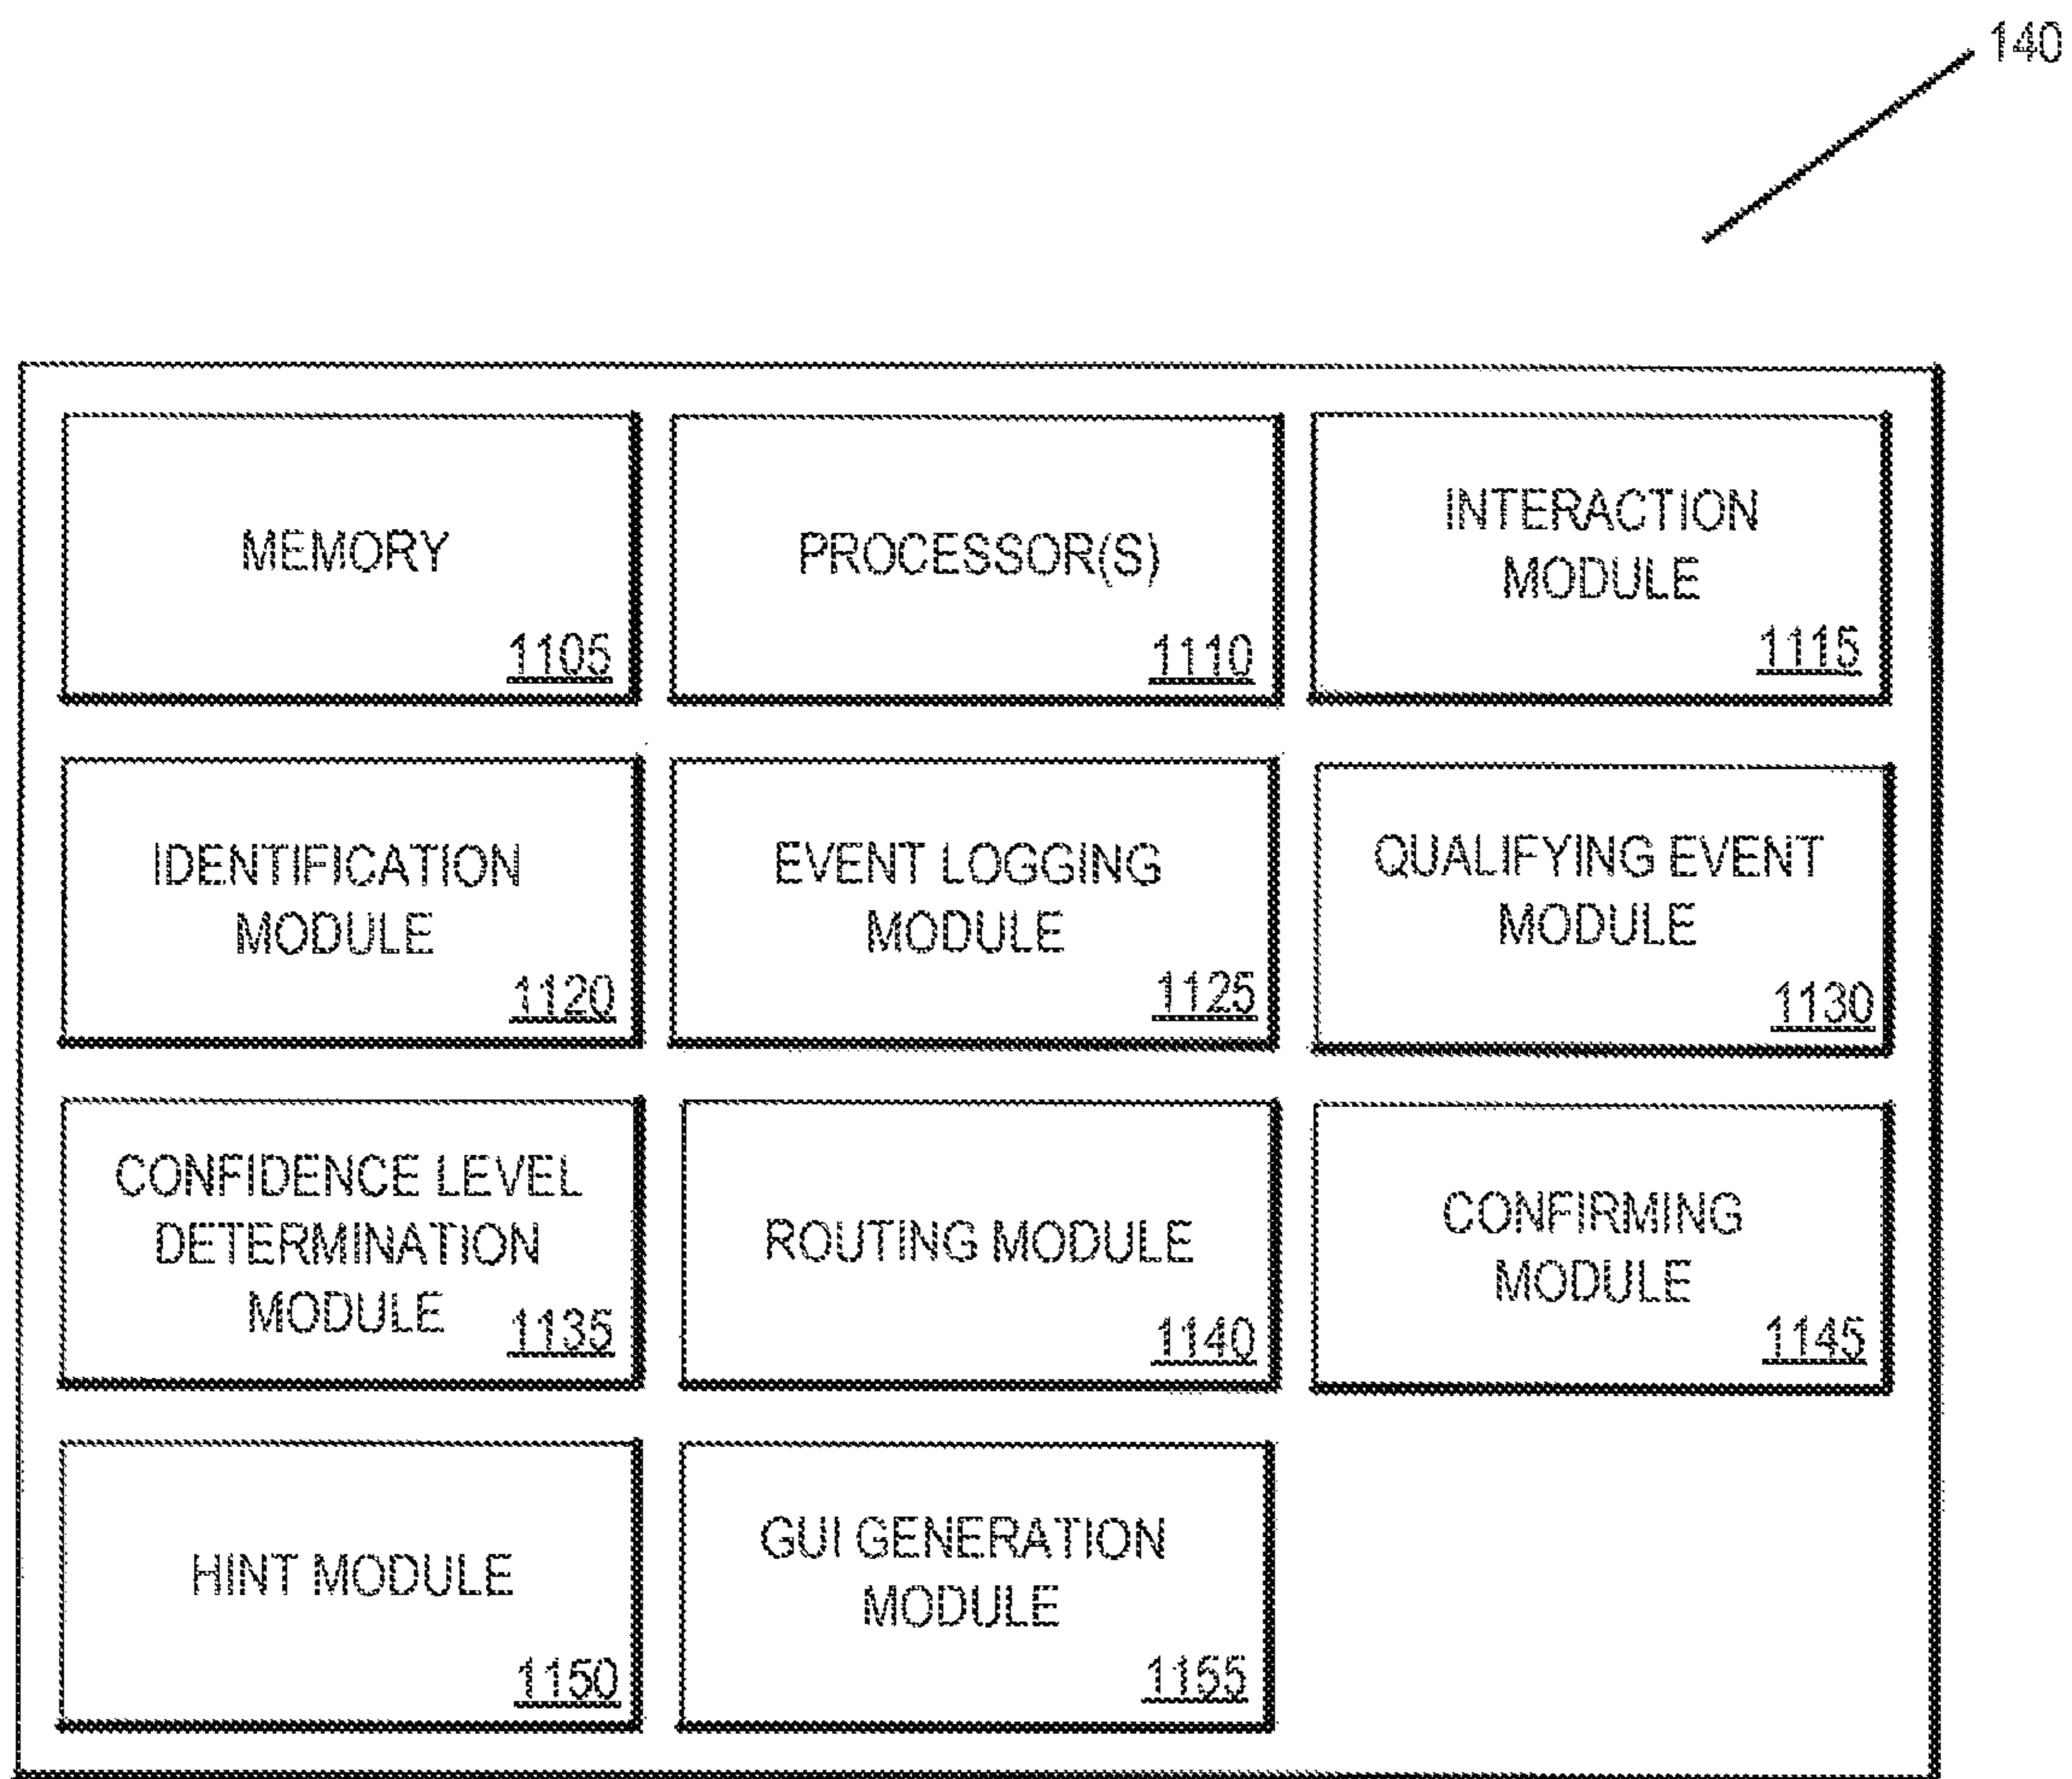 140
MEMORY
1105
PROCESSOR(S)
1110
INTERACTION
MODULE
1115
IDENTIFICATION
MODULE
1120
EVENT LOGGING
MODULE
1125
QUALIFYING EVENT
MODULE
1130
CONFIDENCE LEVEL
DETERMINATION
MODULE
1135
ROUTING MODULE
1140
CONFIRMING
MODULE
1145
HINT MODULE
1150
GUI GENERATION
MODULE
1155